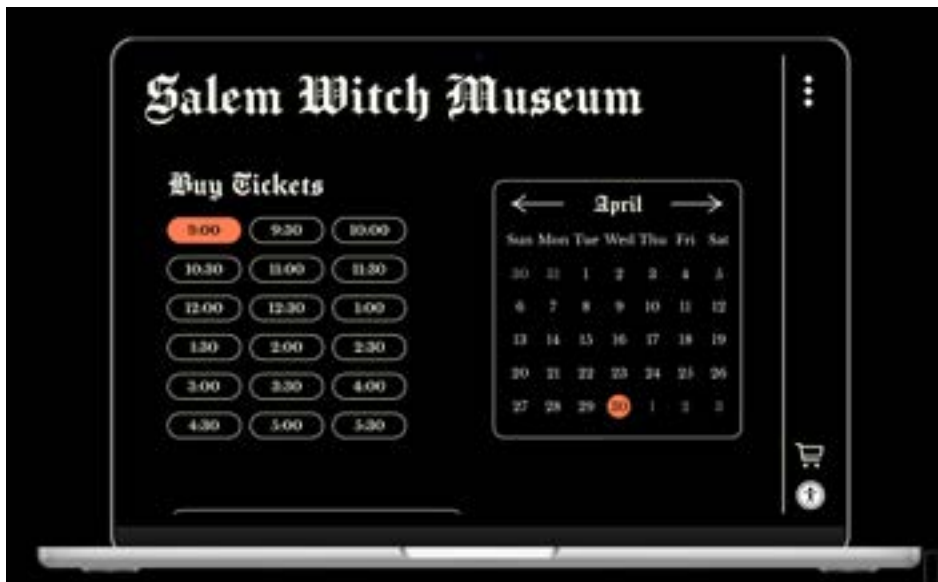 Salem Witch Museum
Buy Tickets
9:00 9:30 10:00
10:30 11:00 11:30
12:00 12:30 1:00
1:30 2:00 2:30
3:00 3:30 4:00
4:30 5:00 5:30
April
Sun Mon Tue Wed Thu Fri Sat
30 31 1 2 3 4 5
6 7 8 9 10 11 12
13 14 15 16 17 18 19
20 21 22 23 24 25 26
27 28 29 30 1 2 3